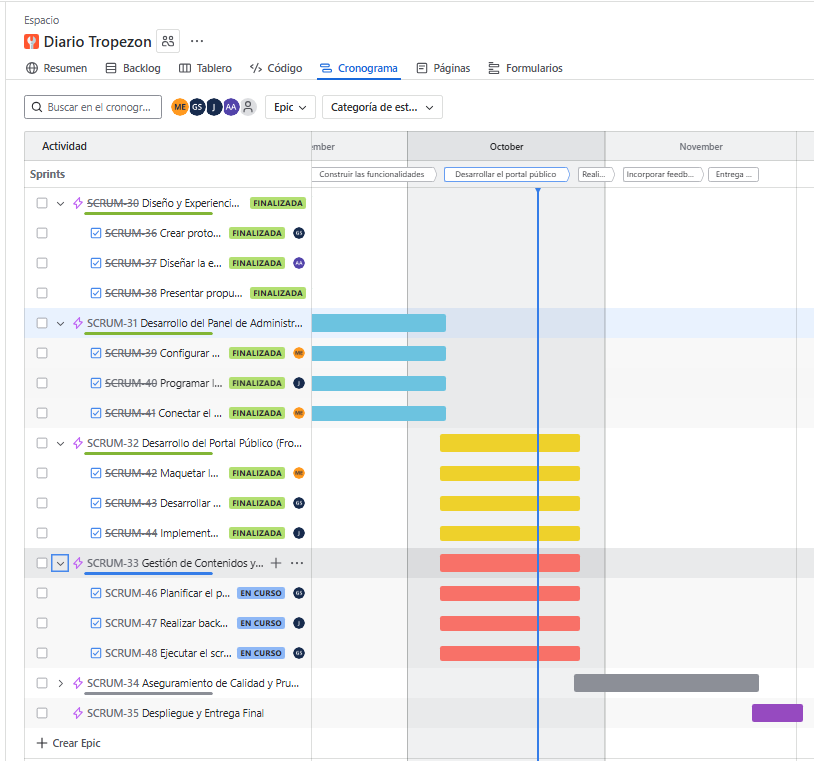 Espacio
Diario Tropezon
Resumen Backlog Tablero Código Cronograma Páginas Formularios
Buscar en el cronogr... ME GS J AA Epic Categoría de est...
Actividad ember October November
Sprints Construir las funcionalidades Desarrollar el portal público Reali... Incorporar feedb... Entrega ...
SCRUM-30 Diseño y Experienci... FINALIZADA
SCRUM-36 Crear proto... FINALIZADA GS
SCRUM-37 Diseñar la e... FINALIZADA AA
SCRUM-38 Presentar propu... FINALIZADA
SCRUM-31 Desarrollo del Panel de Administr...
SCRUM-39 Configurar ... FINALIZADA ME
SCRUM-40 Programar l... FINALIZADA J
SCRUM-41 Conectar el ... FINALIZADA ME
SCRUM-32 Desarrollo del Portal Público (Fro...
SCRUM-42 Maquetar l... FINALIZADA ME
SCRUM-43 Desarrollar ... FINALIZADA GS
SCRUM-44 Implement... FINALIZADA J
SCRUM-33 Gestión de Contenidos y...
SCRUM-46 Planificar el p... EN CURSO GS
SCRUM-47 Realizar back... EN CURSO J
SCRUM-48 Ejecutar el scr... EN CURSO GS
SCRUM-34 Aseguramiento de Calidad y Pru...
SCRUM-35 Despliegue y Entrega Final
Crear Epic